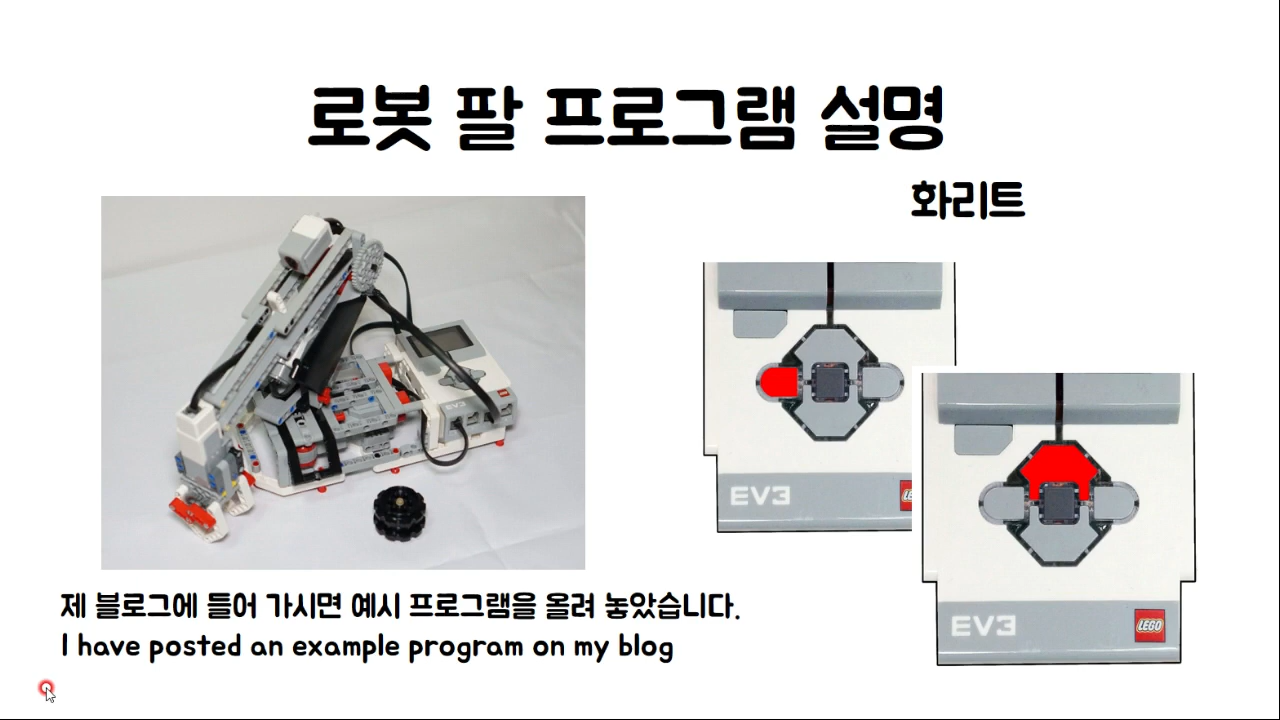 로봇 팔 프로그램 설명
화리트
EV3
EV3
LEGO
EV3
제 블로그에 들어 가시면 예시 프로그램을 올려 놓았습니다.
I have posted an example program on my blog